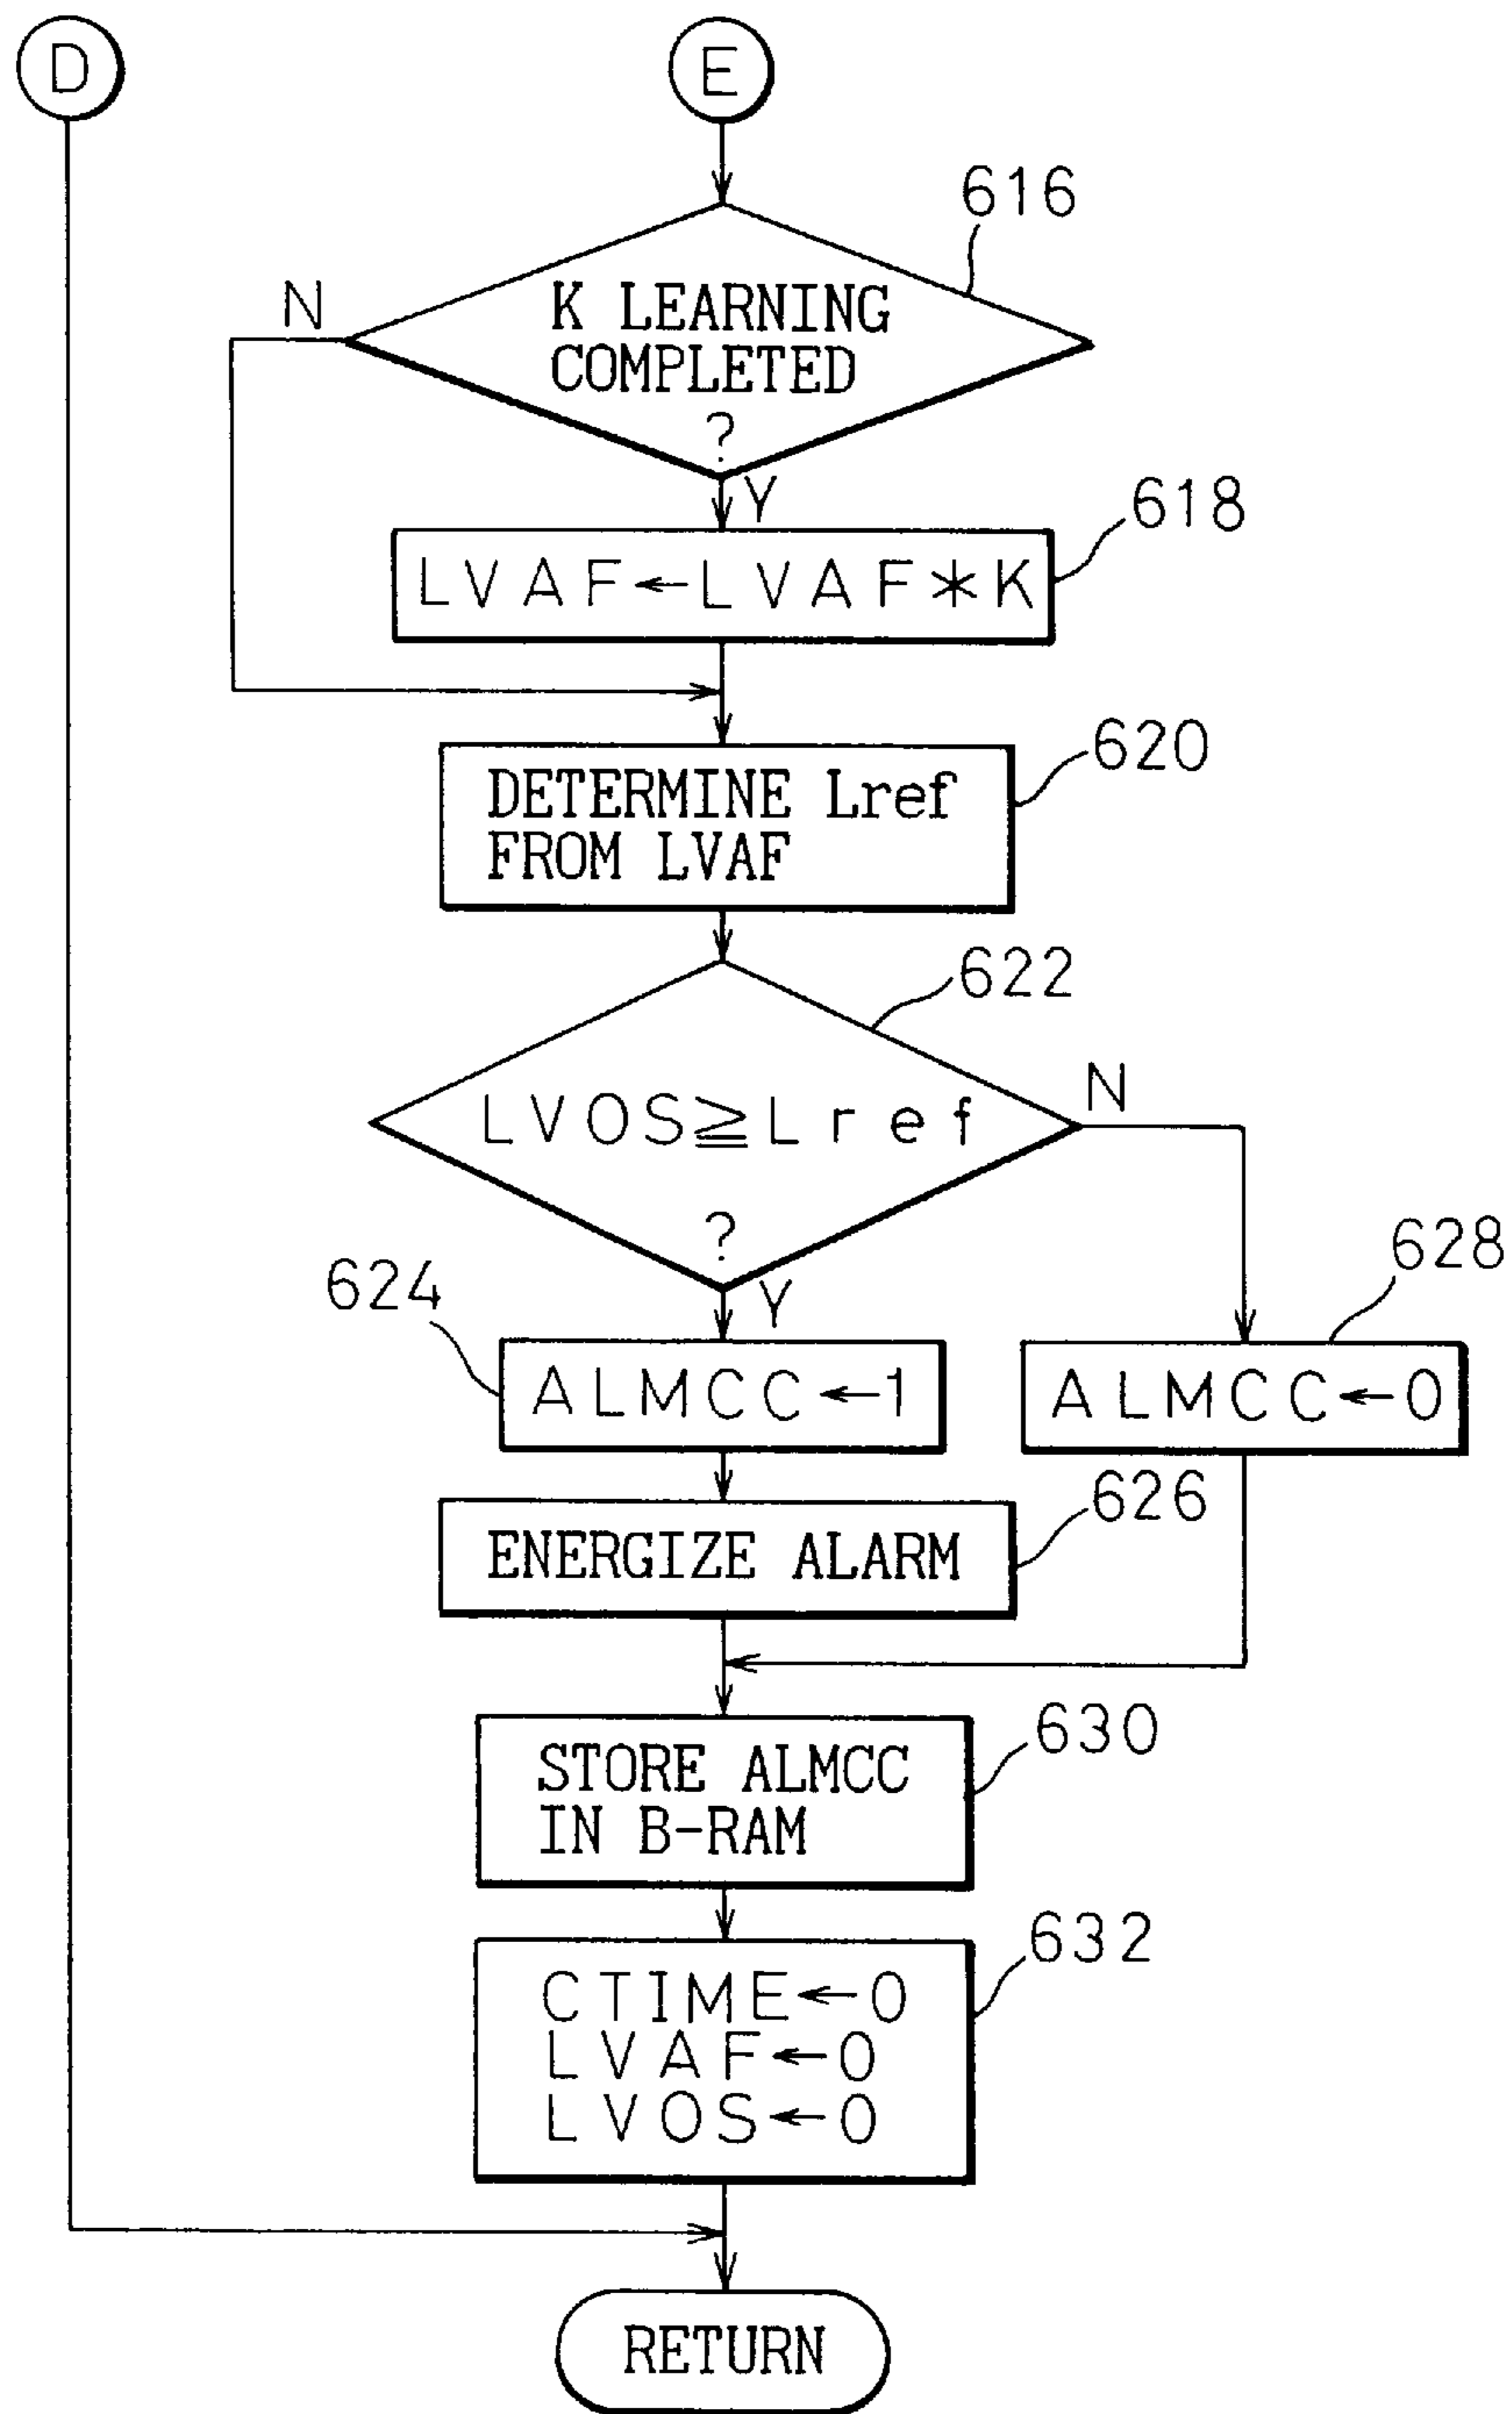 D
E
616
N
K LEARNING
COMPLETED
?
Y
618
LVAF←LVAF*K
620
DETERMINE Lref
FROM LVAF
622
LVOS≧Lref
?
N
Y
624
628
ALMCC←1
ALMCC←0
626
ENERGIZE ALARM
630
STORE ALMCC
IN B-RAM
632
CTIME←0
LVAF←0
LVOS←0
RETURN